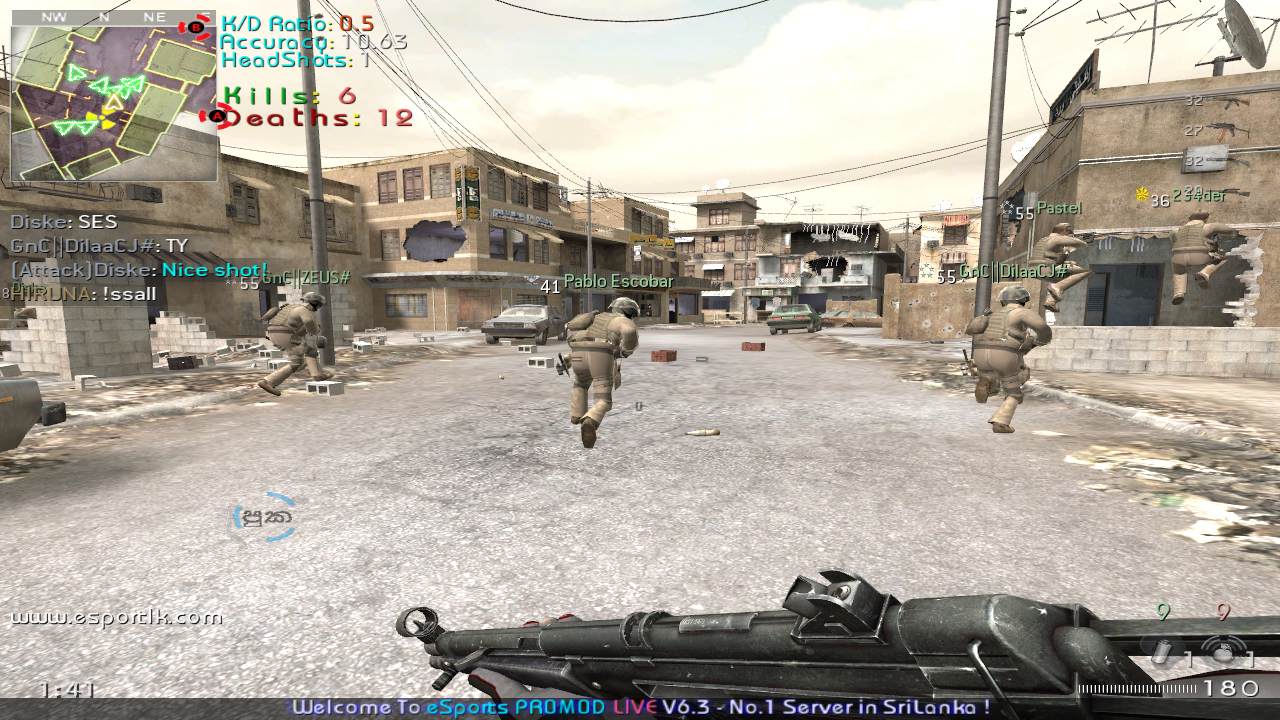 NW N NE E
B
K/D Ratio: 0.5
Accuracy: 10.63
HeadShots: 1
Kills: 6
A
Deaths: 12
32
27
32
Diske: SES
GnC||DilaaCJ#: TY
[Attack]Diske: Nice shot!
HIRUNA: !ssall
55 GnC||ZEUS#
41 Pablo Escobar
55 GnC||DilaaCJ#
55 Pastel
36 234der
පුක
www.esportlk.com
9 9
1 1
1:41
180
Welcome To eSports PROMOD LIVE V6.3 - No.1 Server in SriLanka !